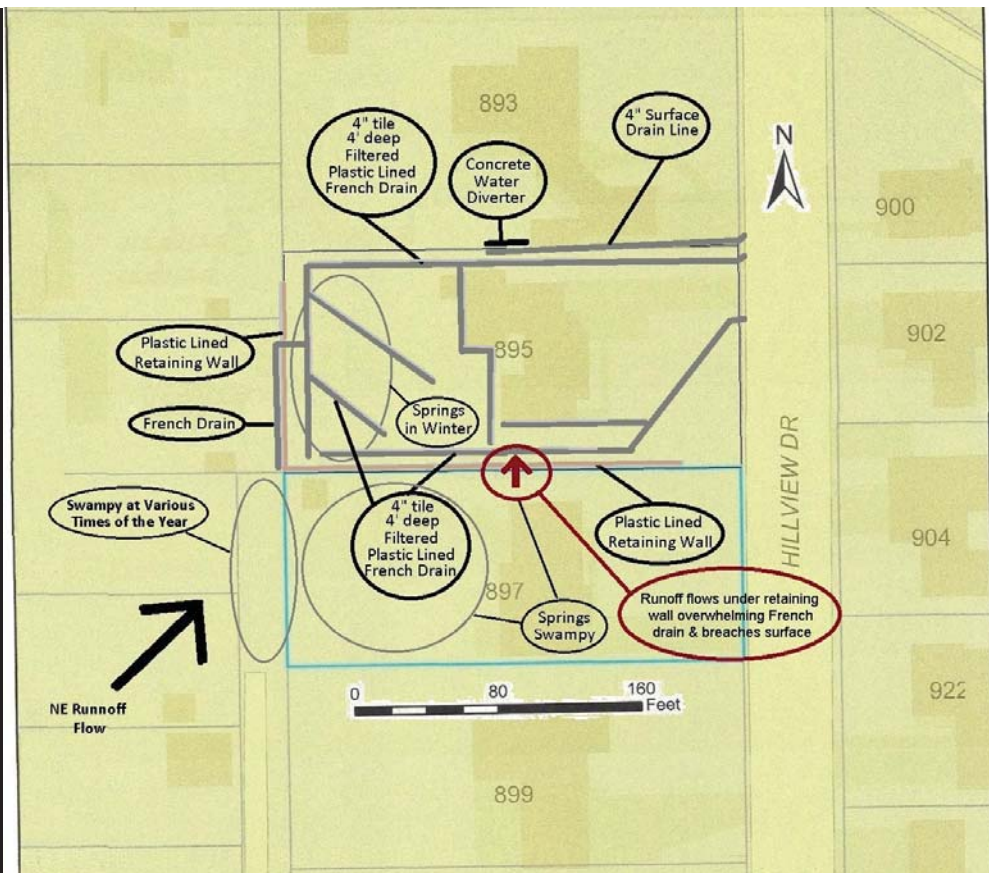 893
4" tile
4' deep
Filtered
Plastic Lined
French Drain
Concrete
Water
Diverter
4" Surface
Drain Line
N
900
Plastic Lined
Retaining Wall
895
902
French Drain
Springs
in Winter
HILLVIEW DR
Swampy at Various
Times of the Year
4" tile
4' deep
Filtered
Plastic Lined
French Drain
Plastic Lined
Retaining Wall
904
897
Springs
Swampy
Runoff flows under retaining
wall overwhelming French
drain & breaches surface
NE Runnoff
Flow
0 80 160
Feet
922
899